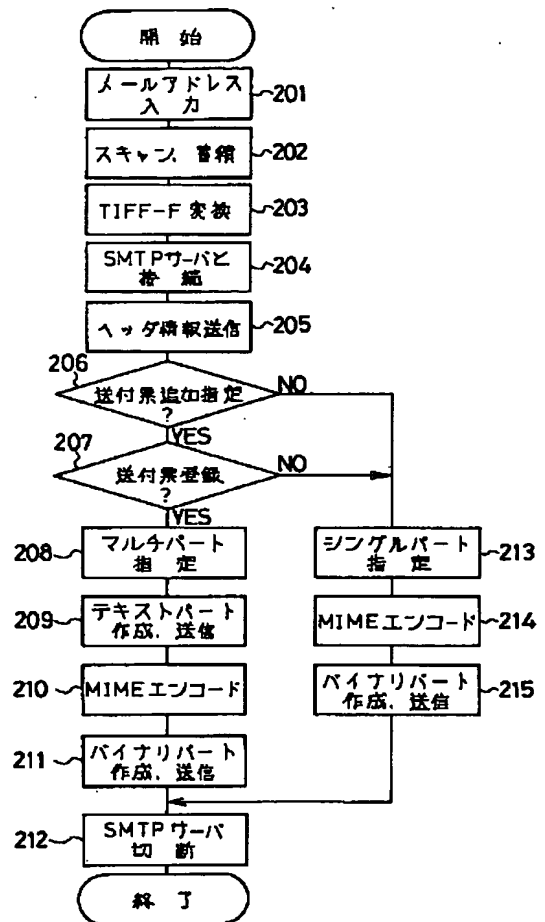 開始
メールアドレス
入力
201
スキャン、蓄積
202
TIFF-F 変換
203
SMTPサーバと
接続
204
ヘッダ情報送信
205
206
送付票追加指定
?
NO
YES
207
送付票登録
?
NO
YES
208
マルチパート
指定
シングルパート
指定
213
209
テキストパート
作成、送信
MIMEエンコード
214
210
MIMEエンコード
バイナリパート
作成、送信
215
211
バイナリパート
作成、送信
212
SMTPサーバ
切断
終了